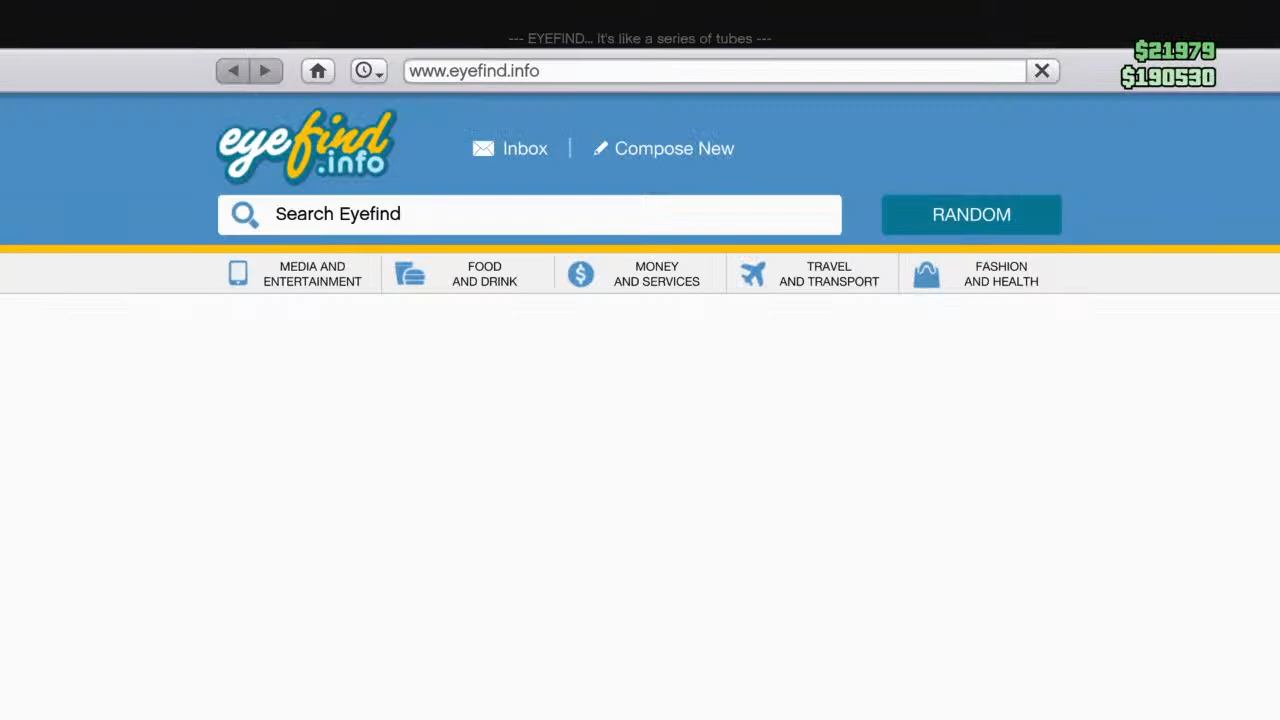 --- EYEFIND... It's like a series of tubes ---
$21979
www.eyefind.info
$190530
eyefind
.info
Inbox
Compose New
Search Eyefind
RANDOM
MEDIA AND
ENTERTAINMENT
FOOD
AND DRINK
MONEY
AND SERVICES
TRAVEL
AND TRANSPORT
FASHION
AND HEALTH